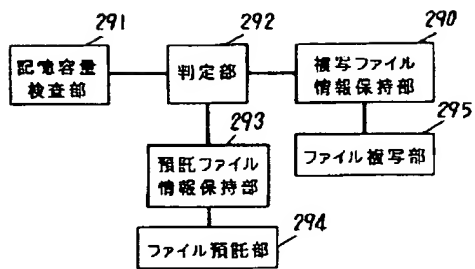 291
記憶容量
検査部
292
判定部
290
複写ファイル
情報保持部
295
ファイル複写部
293
預託ファイル
情報保持部
294
ファイル預託部